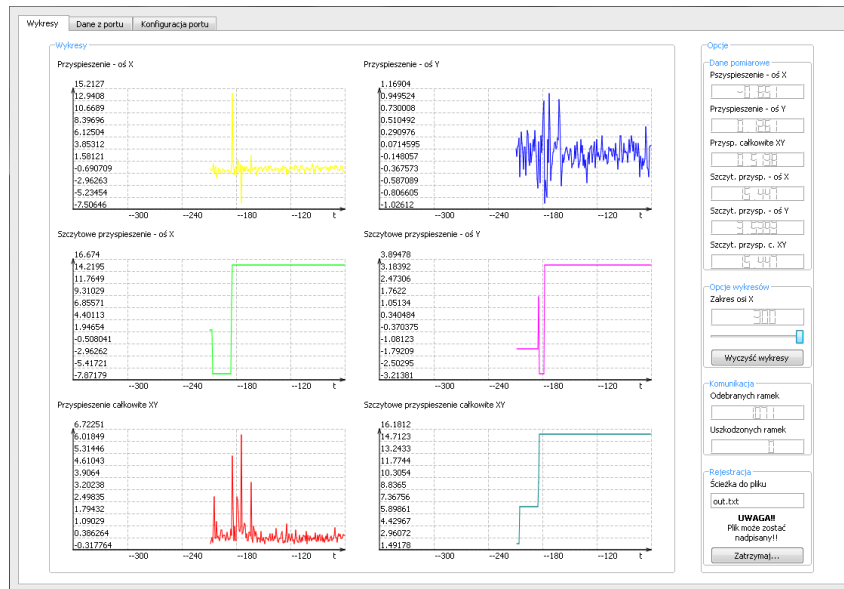 Wykresy Dane z portu Konfiguracja portu
Wykresy
Przyspieszenie - oś X
15.2127
12.9408
10.6689
8.39696
6.12504
3.85312
1.58121
-0.690709
-2.96263
-5.23454
-7.50646
--300 --240 --180 --120 t
Przyspieszenie - oś Y
1.16904
0.949524
0.730008
0.510492
0.290976
0.0714595
-0.148057
-0.367573
-0.587089
-0.806605
-1.02612
--300 --240 --180 --120 t
Szczytowe przyspieszenie - oś X
16.674
14.2195
11.7649
9.31029
6.85571
4.40113
1.94654
-0.508041
-2.96262
-5.41721
-7.87179
--300 --240 --180 --120 t
Szczytowe przyspieszenie - oś Y
3.89478
3.18392
2.47306
1.7622
1.05134
0.340484
-0.370375
-1.08123
-1.79209
-2.50295
-3.21381
--300 --240 --180 --120 t
Przyspieszenie całkowite XY
6.72251
6.01849
5.31446
4.61043
3.9064
3.20238
2.49835
1.79432
1.09029
0.386264
-0.317764
--300 --240 --180 --120 t
Szczytowe przyspieszenie całkowite XY
16.1812
14.7123
13.2433
11.7744
10.3054
8.8365
7.36756
5.89861
4.42967
2.96072
1.49178
--300 --240 --180 --120 t
Opcje
Dane pomiarowe
Pszyspieszenie - oś X
-0.1651
Przyspieszenie - oś Y
0.1261
Przysp. całkowite XY
0.5198
Szczyt. przysp. - oś X
15.447
Szczyt. przysp. - oś Y
3.5399
Szczyt. przysp. c. XY
15.447
Opcje wykresów
Zakres osi X
300
Wyczyść wykresy
Komunikacja
Odebranych ramek
1071
Uszkodzonych ramek
0
Rejestracja
Ścieżka do pliku
out.txt
UWAGA!!
Plik może zostać
nadpisany!!
Zatrzymaj...